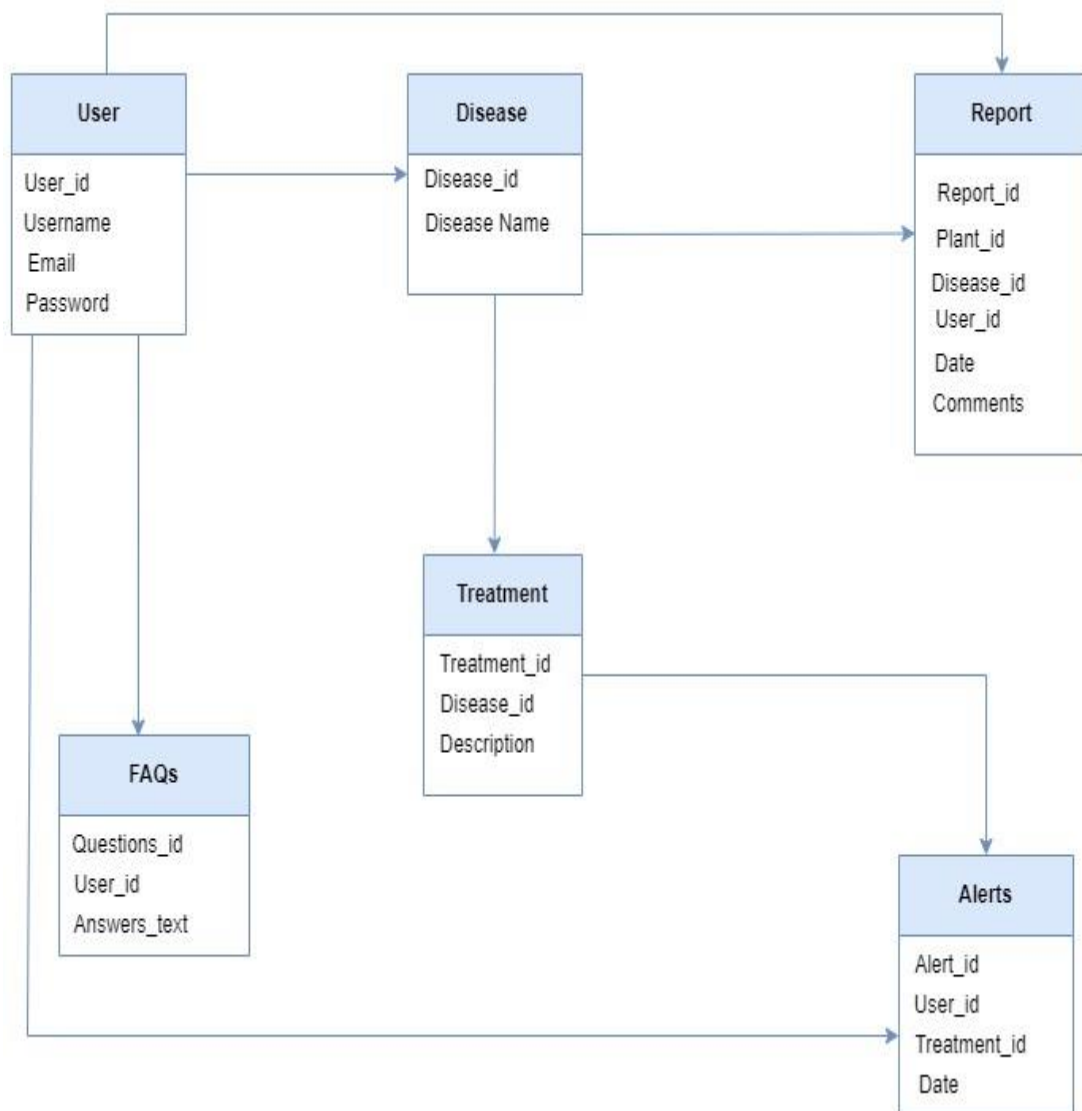 User
User_id
Username
Email
Password
Disease
Disease_id
Disease Name
Report
Report_id
Plant_id
Disease_id
User_id
Date
Comments
Treatment
Treatment_id
Disease_id
Description
FAQs
Questions_id
User_id
Answers_text
Alerts
Alert_id
User_id
Treatment_id
Date